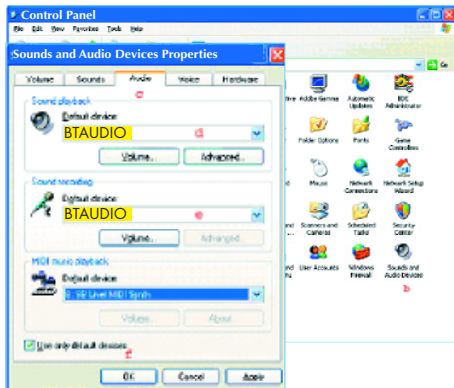 Control Panel
File Edit View Favorites Tools Help
Sounds and Audio Devices Properties
Go
Volume Sounds Audio Voice Hardware
c
Sound playback
Default device:
BTAUDIO d
Volume... Advanced...
Sound recording
Default device:
BTAUDIO e
Volume... Advanced...
MIDI music playback
Default device:
SB Live! MIDI Synth
Volume... About...
Use only default devices
f
OK Cancel Apply
Adobe Gamma
Automatic Updates
BDE Administrator
Folder Options
Fonts
Game Controllers
Mouse
Network Connections
Network Setup Wizard
Scanners and Cameras
Scheduled Tasks
Security Center
User Accounts
Windows Firewall
Sounds and Audio Devices
b